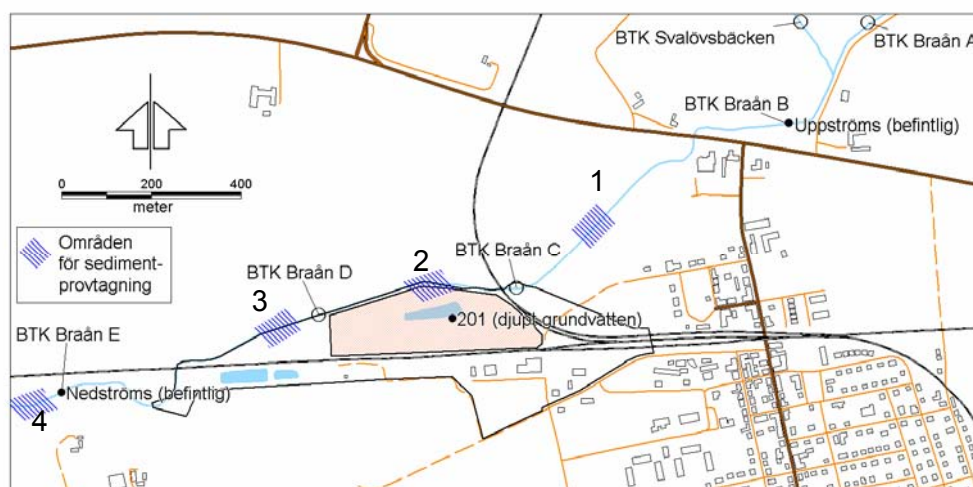 BTK Svalövsbäcken
BTK Braån A
BTK Braån B
Uppströms (befintlig)
0 200 400
meter
1
Områden
för sediment-
provtagning
BTK Braån C
2
BTK Braån D
3
201 (djupt grundvatten)
BTK Braån E
Nedströms (befintlig)
4